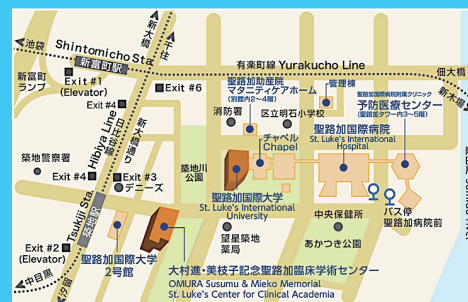 新大橋
千住
池袋
Shintomicho Sta.
新富町駅
有楽町線 Yurakucho Line
佃大橋
新木場
新富町
ランプ
Exit #1
(Elevator)
Exit #6
聖路加助産院
マタニティケアホーム
(別館内2~4階)
管理棟
聖路加国際病院附属クリニック
予防医療センター
(聖路加タワー内3~5階)
Exit #4
Hibiya Line
日比谷線
新大橋通り
消防署
区立明石小学校
チャペル
Chapel
聖路加国際病院
St. Luke's International
Hospital
築地警察署
築地川
公園
Exit #4
Exit #3
デニーズ
聖路加国際大学
St. Luke's International
University
Tsukiji Sta.
築地駅
中央保健所
バス停
聖路加病院前
Exit #2
(Elevator)
望星築地
薬局
あかつき公園
聖路加国際大学
2号館
大村進・美枝子記念聖路加臨床学術センター
OMURA Susumu & Mieko Memorial
St. Luke's Center for Clinical Academia
中目黒
汐留